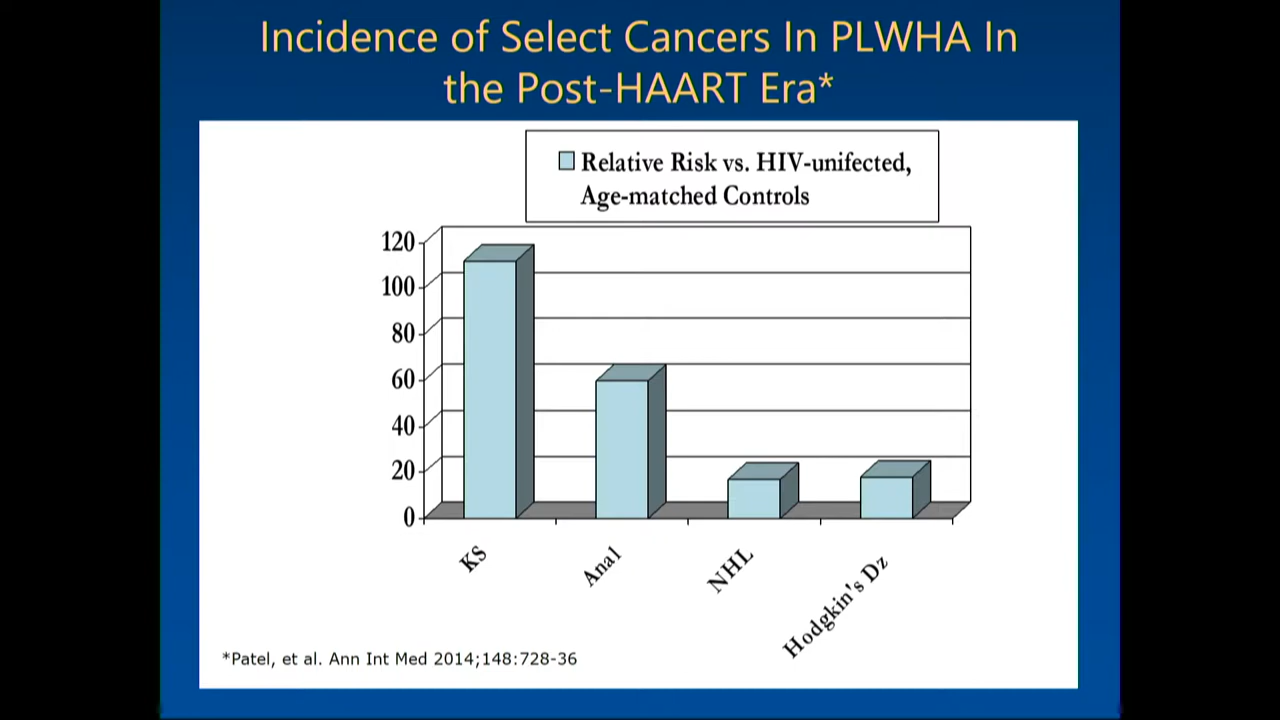 Incidence of Select Cancers In PLWHA In
the Post-HAART Era*
Relative Risk vs. HIV-unifected,
Age-matched Controls
120
100
80
60
40
20
0
KS
Anal
NHL
Hodgkin's Dz
*Patel, et al. Ann Int Med 2014;148:728-36